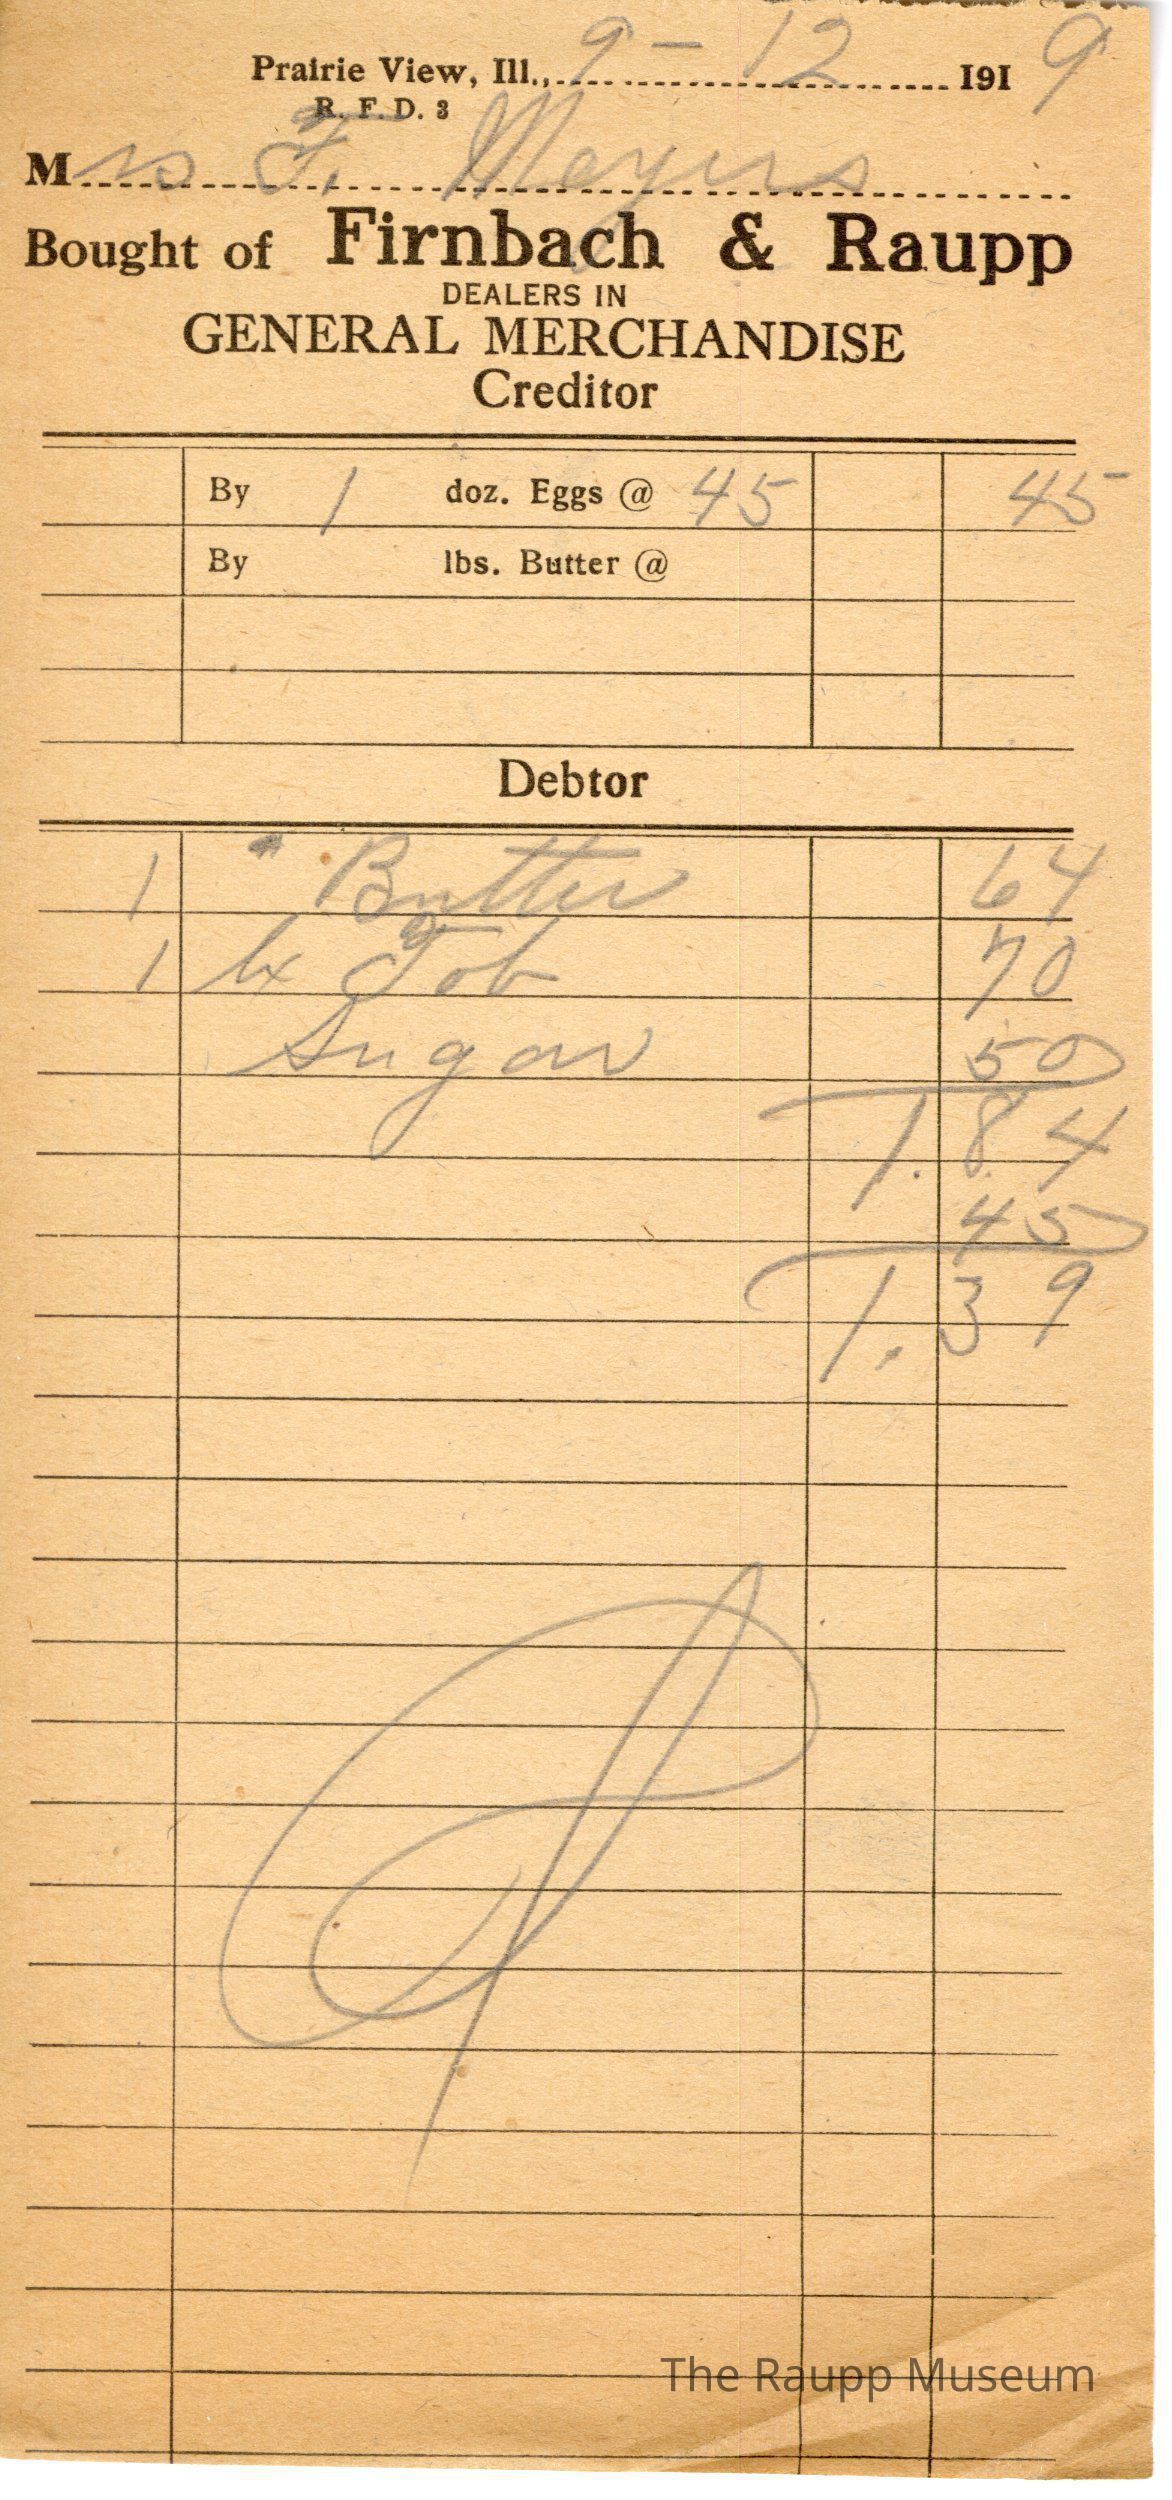 Prairie View, Ill., 9 - 12 1919
R. F. D. 3
Mrs F. Meyers
Bought of Firnbach & Raupp
DEALERS IN
GENERAL MERCHANDISE
Creditor
By 1 doz. Eggs @ 45 45
By lbs. Butter @
Debtor
1 " Butter 64
1 bx Tob 70
Sugar 50
1.84
45
1.39
The Raupp Museum